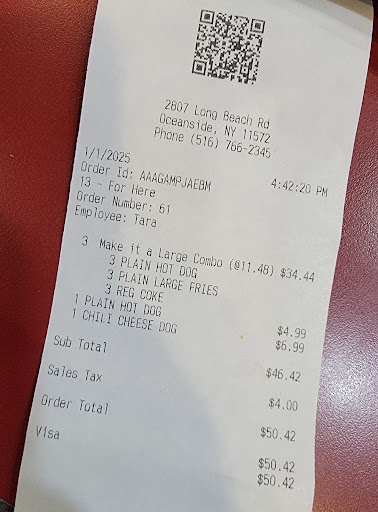 2807 Long Beach Rd
Oceanside, NY 11572
Phone (516) 766-2345
1/1/2025 4:42:20 PM
Order Id: AAAGAMPJAEBM
13 - For Here
Order Number: 61
Employee: Tara
3 Make it a Large Combo (@11.48) $34.44
3 PLAIN HOT DOG
3 PLAIN LARGE FRIES
3 REG COKE
1 PLAIN HOT DOG $4.99
1 CHILI CHEESE DOG $6.99
Sub Total $46.42
Sales Tax $4.00
Order Total $50.42
Visa $50.42
$50.42